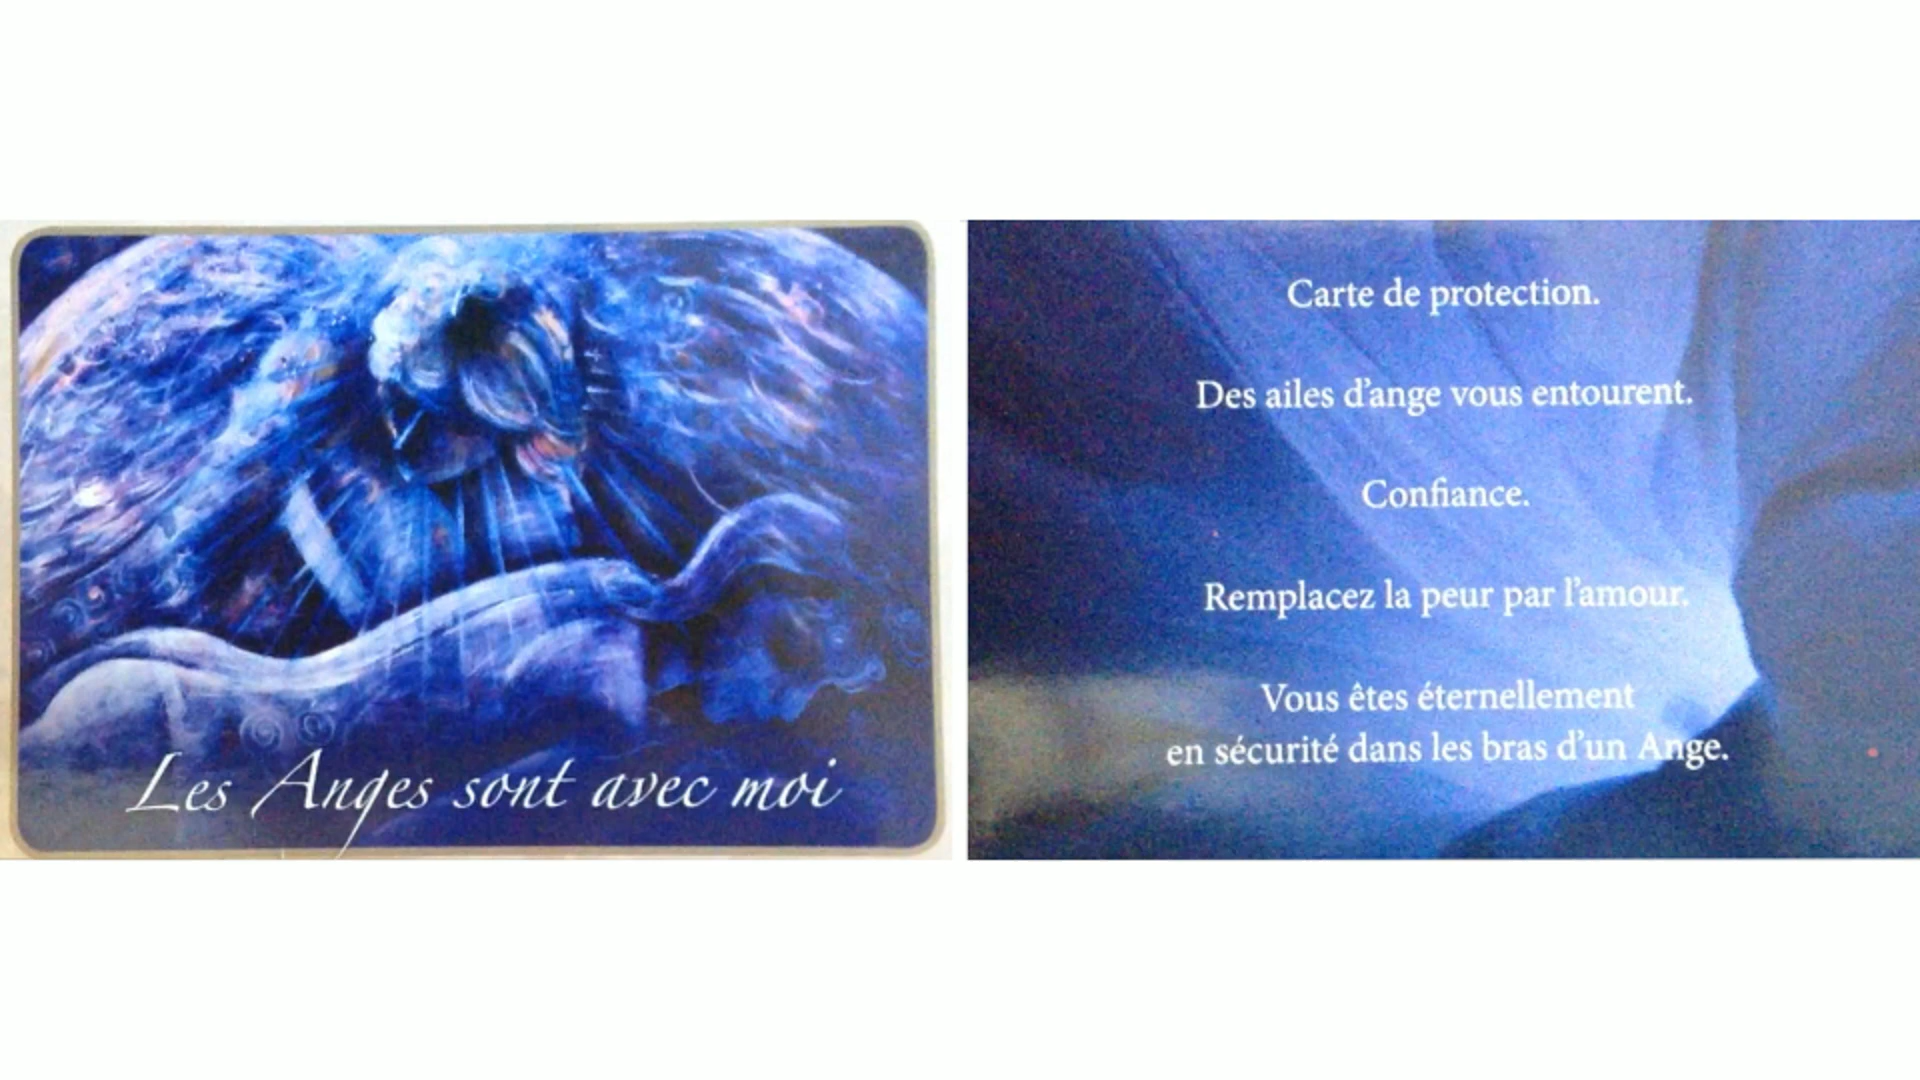 Les Anges sont avec moi
Carte de protection.
Des ailes d'ange vous entourent.
Confiance.
Remplacez la peur par l'amour.
Vous êtes éternellement
en sécurité dans les bras d'un Ange.